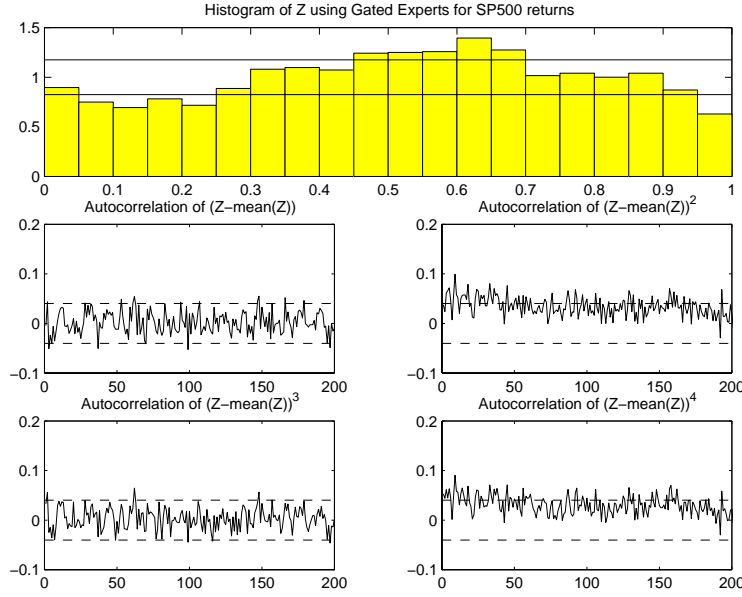 Histogram of Z using Gated Experts for SP500 returns
1.5
1
0.5
0
0 0.1 0.2 0.3 0.4 0.5 0.6 0.7 0.8 0.9 1
Autocorrelation of (Z−mean(Z))
0.2
0.1
0
−0.1
0 50 100 150 200
Autocorrelation of (Z−mean(Z))^2
0.2
0.1
0
−0.1
0 50 100 150 200
Autocorrelation of (Z−mean(Z))^3
0.2
0.1
0
−0.1
0 50 100 150 200
Autocorrelation of (Z−mean(Z))^4
0.2
0.1
0
−0.1
0 50 100 150 200